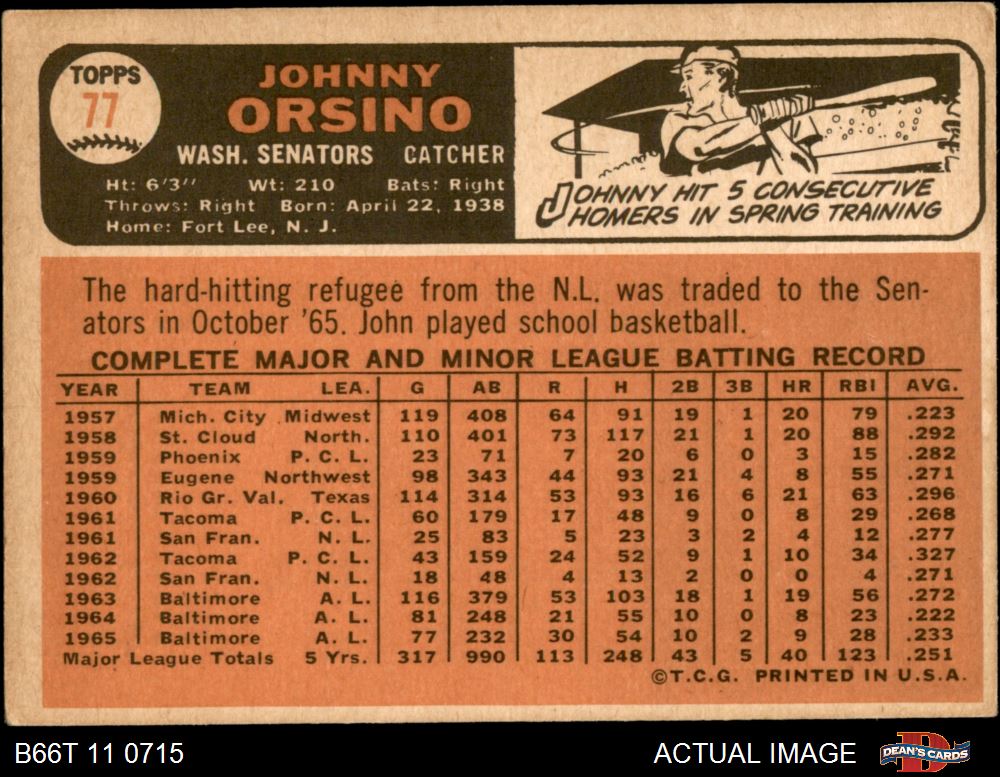 TOPPS
77
JOHNNY
ORSINO
WASH. SENATORS CATCHER
Ht: 6'3" Wt: 210 Bats: Right
Throws: Right Born: April 22, 1938
Home: Fort Lee, N. J.
JOHNNY HIT 5 CONSECUTIVE
HOMERS IN SPRING TRAINING
The hard-hitting refugee from the N.L. was traded to the Sen-
ators in October '65. John played school basketball.
COMPLETE MAJOR AND MINOR LEAGUE BATTING RECORD
YEAR TEAM LEA. G AB R H 2B 3B HR RBI AVG.
1957 Mich. City Midwest 119 408 64 91 19 1 20 79 .223
1958 St. Cloud North. 110 401 73 117 21 1 20 88 .292
1959 Phoenix P. C. L. 23 71 7 20 6 0 3 15 .282
1959 Eugene Northwest 98 343 44 93 21 4 8 55 .271
1960 Rio Gr. Val. Texas 114 314 53 93 16 6 21 63 .296
1961 Tacoma P. C. L. 60 179 17 48 9 0 8 29 .268
1961 San Fran. N. L. 25 83 5 23 3 2 4 12 .277
1962 Tacoma P. C. L. 43 159 24 52 9 1 10 34 .327
1962 San Fran. N. L. 18 48 4 13 2 0 0 4 .271
1963 Baltimore A. L. 116 379 53 103 18 1 19 56 .272
1964 Baltimore A. L. 81 248 21 55 10 0 8 23 .222
1965 Baltimore A. L. 77 232 30 54 10 2 9 28 .233
Major League Totals 5 Yrs. 317 990 113 248 43 5 40 123 .251
©T.C.G. PRINTED IN U.S.A.
B66T 11 0715 ACTUAL IMAGE DEAN'S CARDS